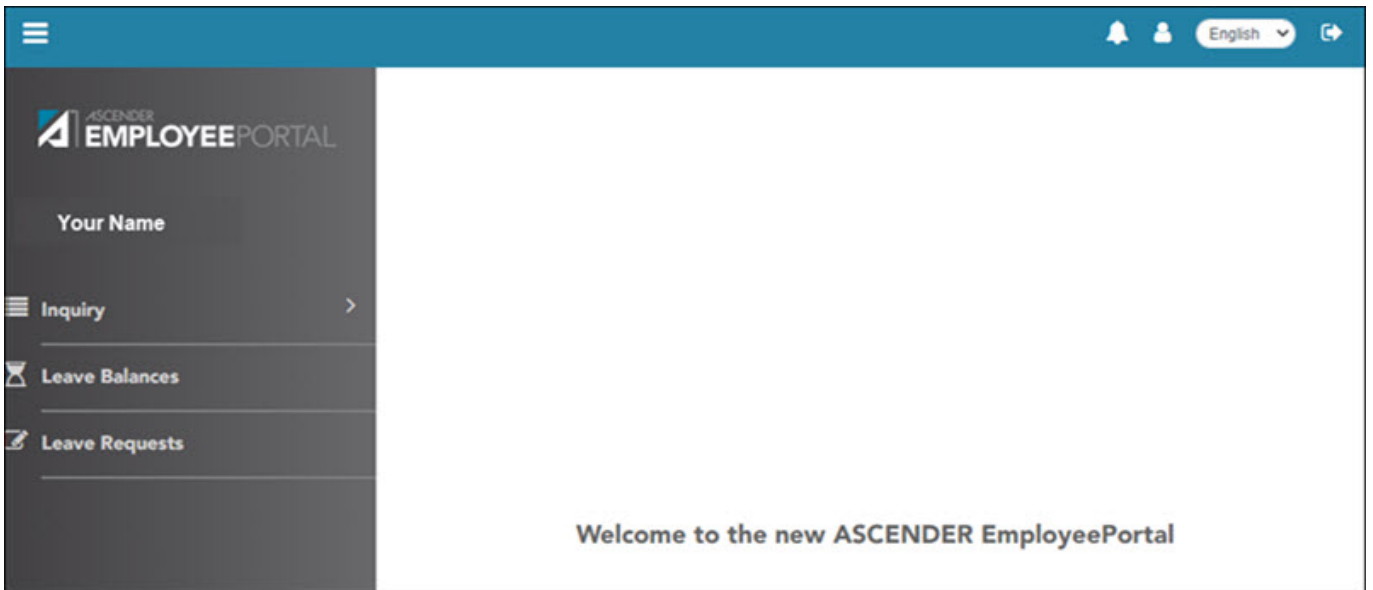 English
ASCENDER
EMPLOYEEPORTAL
Your Name
Inquiry
Leave Balances
Leave Requests
Welcome to the new ASCENDER EmployeePortal